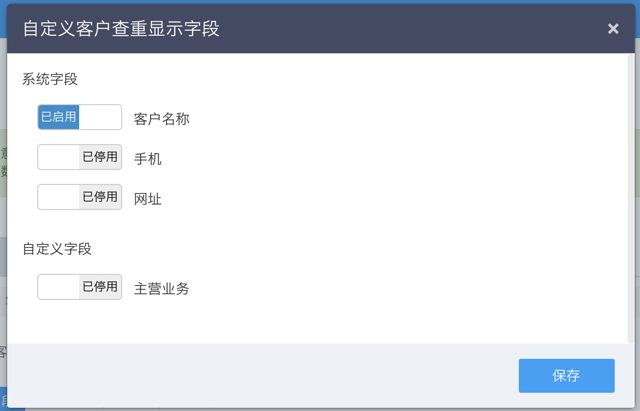 自定义客户查重显示字段
×
系统字段
已启用 客户名称
已停用 手机
已停用 网址
自定义字段
已停用 主营业务
保存